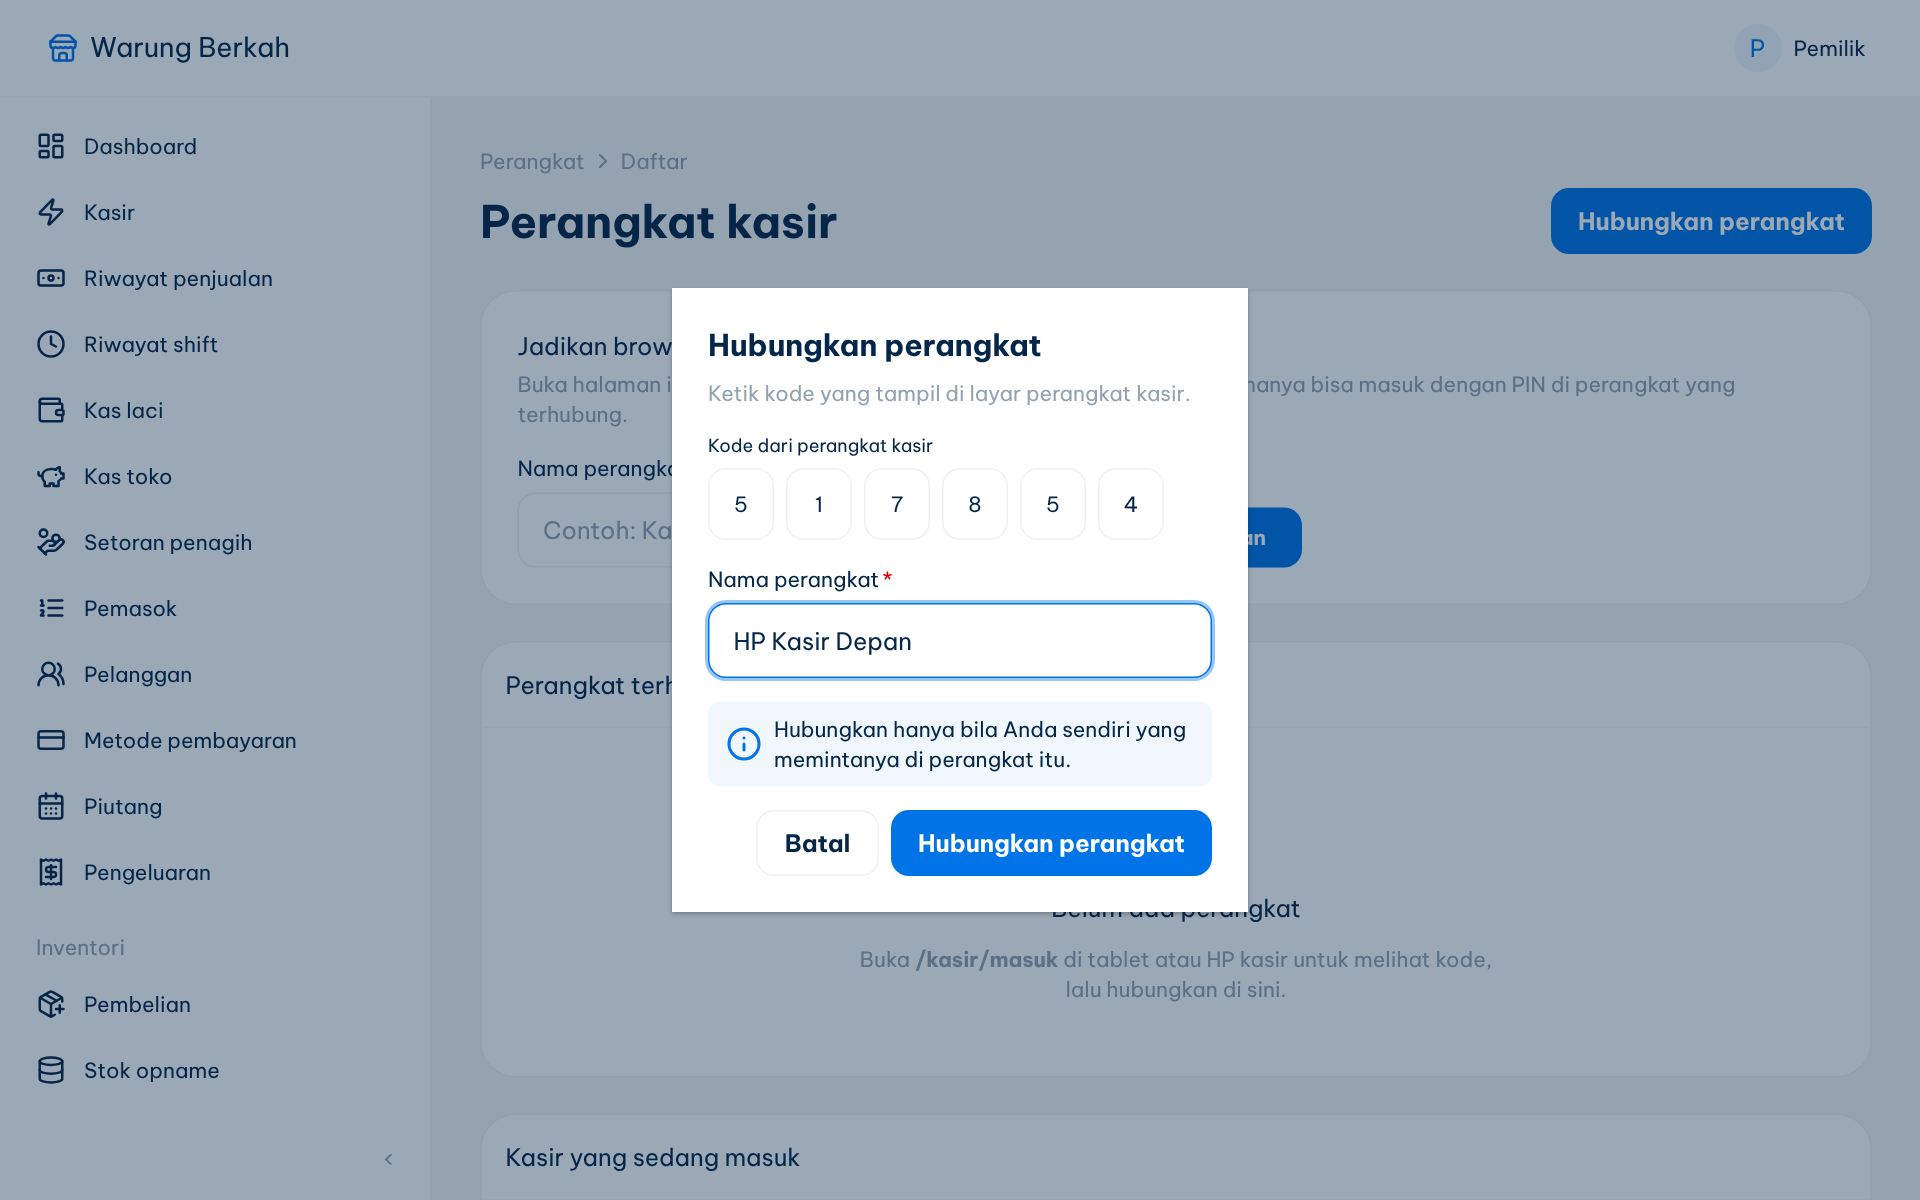 Warung Berkah
P
Pemilik
Dashboard
Kasir
Riwayat penjualan
Riwayat shift
Kas laci
Kas toko
Setoran penagih
Pemasok
Pelanggan
Metode pembayaran
Piutang
Pengeluaran
Inventori
Pembelian
Stok opname
Perangkat > Daftar
Perangkat kasir
Hubungkan perangkat
Jadikan
Buka halaman
hanya bisa masuk dengan PIN di perangkat yang
terhubung.
Nama
Contoh:
Perangkat
Belum ada perangkat
Buka /kasir/masuk di tablet atau HP kasir untuk melihat kode,
lalu hubungkan di sini.
Kasir yang sedang masuk
Hubungkan perangkat
Ketik kode yang tampil di layar perangkat kasir.
Kode dari perangkat kasir
5 1 7 8 5 4
Nama perangkat *
HP Kasir Depan
Hubungkan hanya bila Anda sendiri yang
memintanya di perangkat itu.
Batal
Hubungkan perangkat